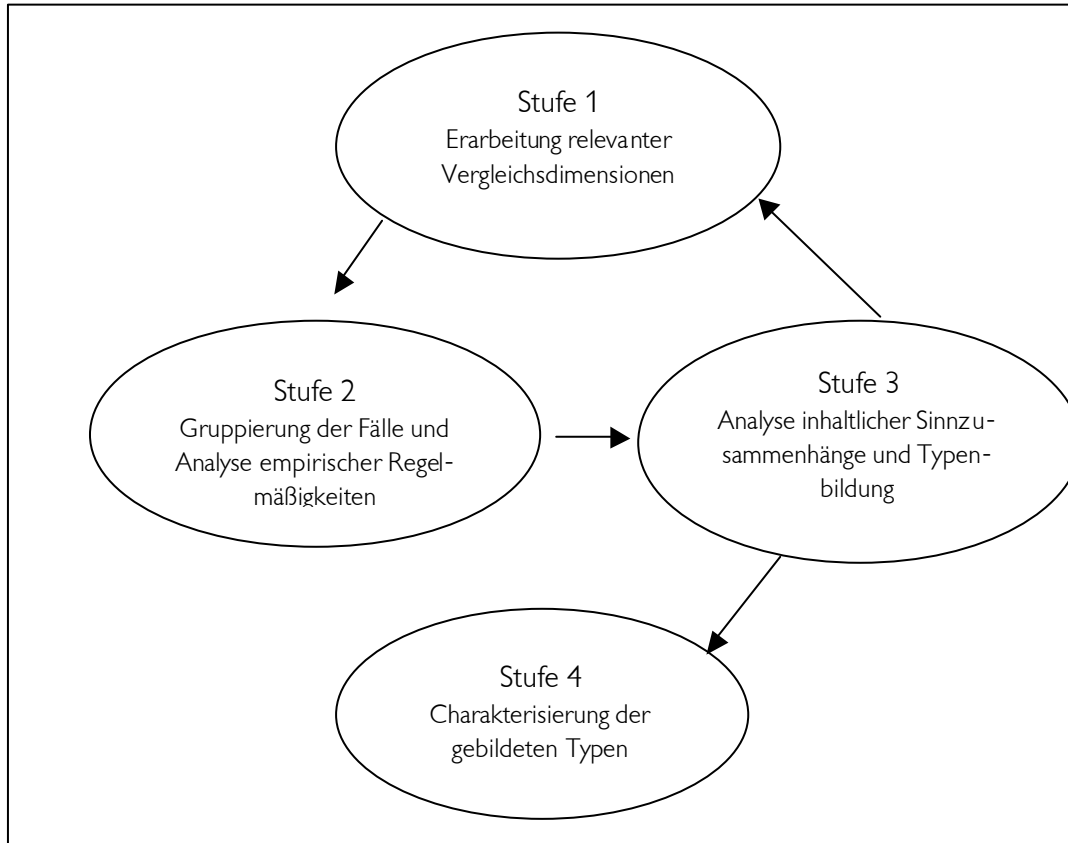 Stufe 1
Erarbeitung relevanter
Vergleichsdimensionen
Stufe 2
Gruppierung der Fälle und
Analyse empirischer Regel-
mäßigkeiten
Stufe 3
Analyse inhaltlicher Sinnzu-
sammenhänge und Typen-
bildung
Stufe 4
Charakterisierung der
gebildeten Typen